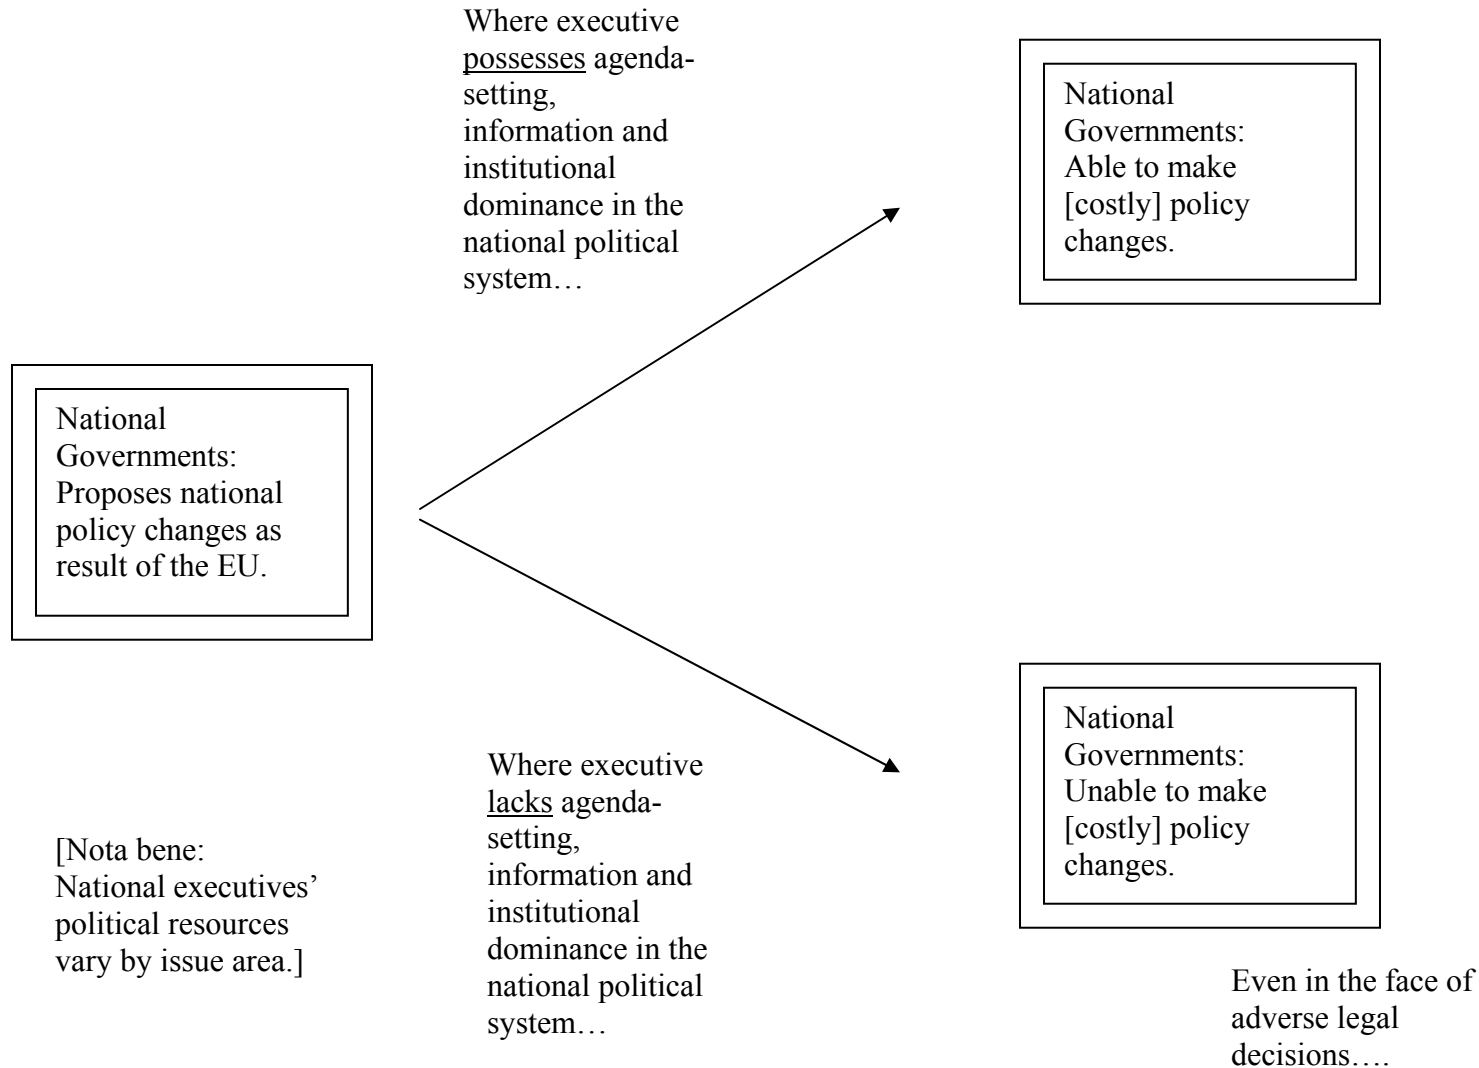 Where executive
possesses agenda-
setting,
information and
institutional
dominance in the
national political
system…
National
Governments:
Able to make
[costly] policy
changes.
National
Governments:
Proposes national
policy changes as
result of the EU.
Where executive
lacks agenda-
setting,
information and
institutional
dominance in the
national political
system…
National
Governments:
Unable to make
[costly] policy
changes.
[Nota bene:
National executives’
political resources
vary by issue area.]
Even in the face of
adverse legal
decisions….